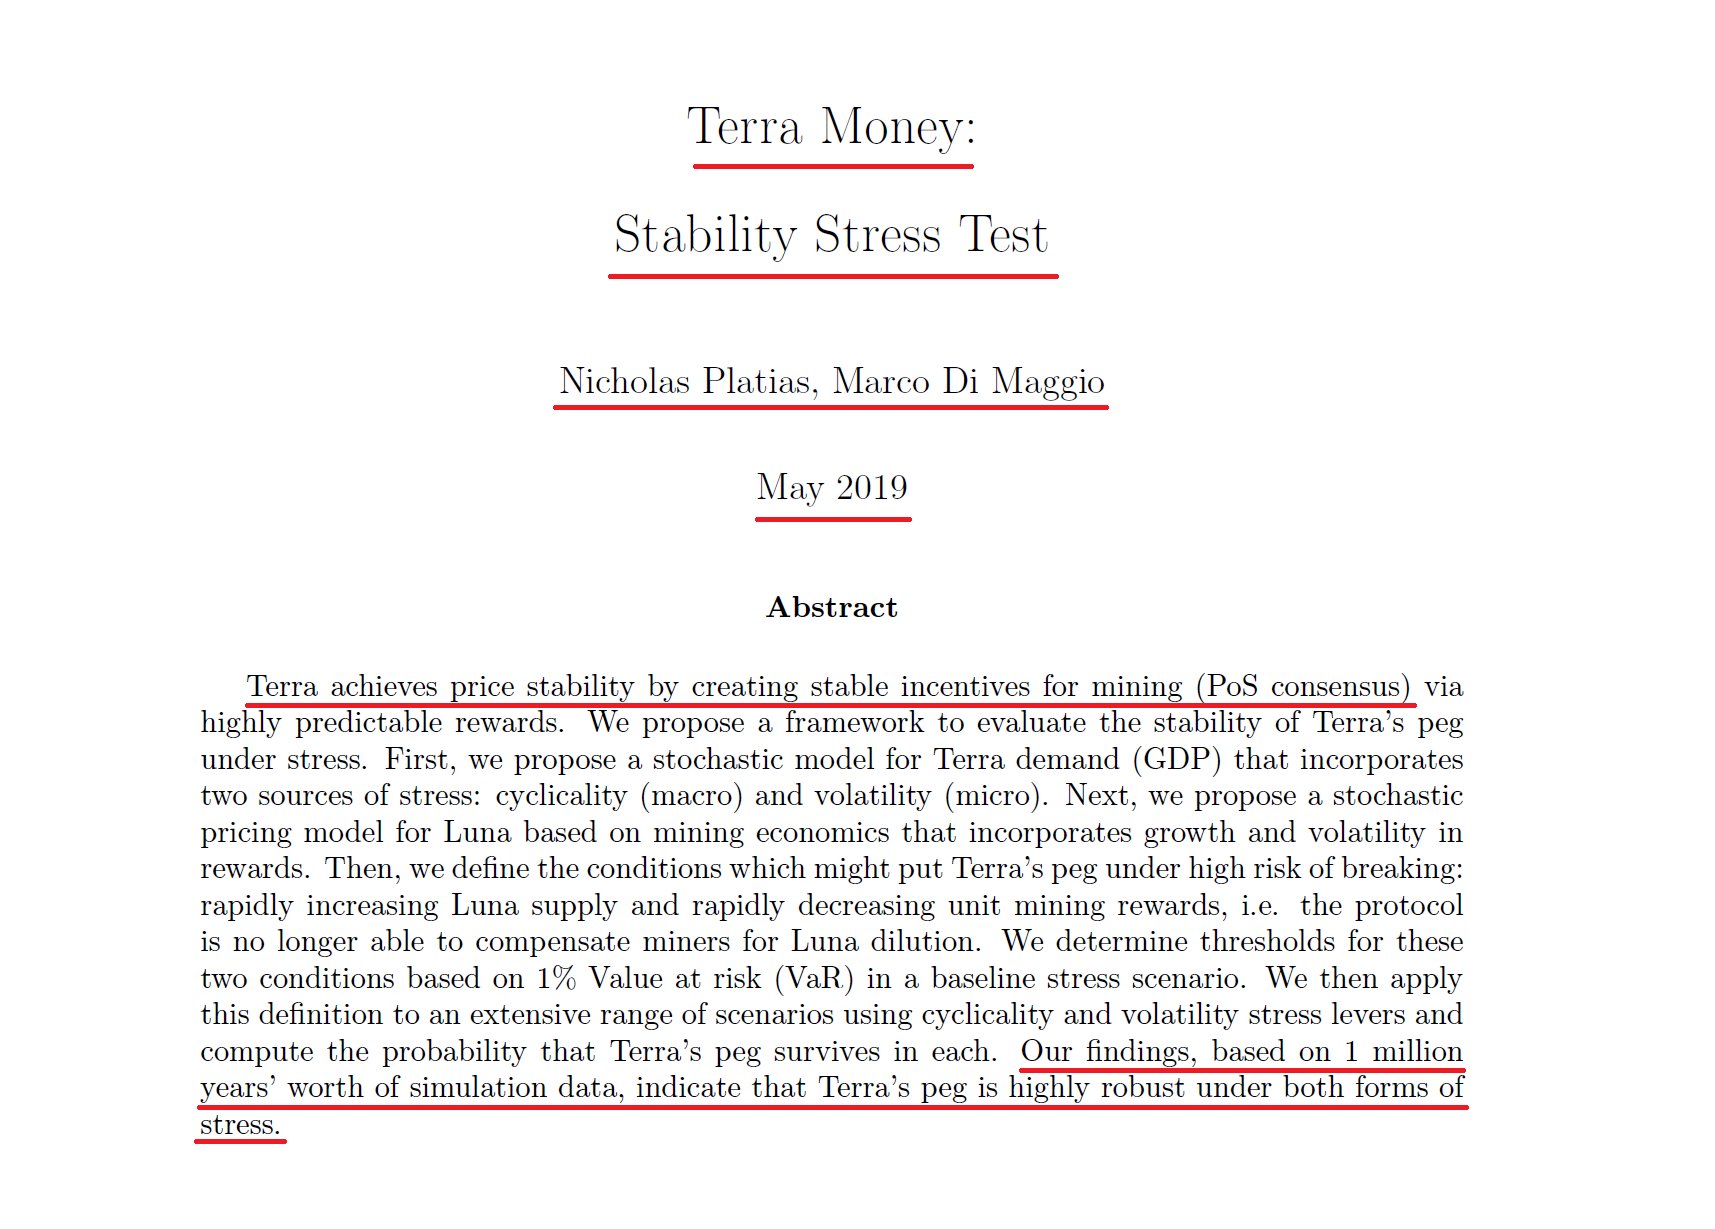 Terra Money:
Stability Stress Test
Nicholas Platias, Marco Di Maggio
May 2019
Abstract
Terra achieves price stability by creating stable incentives for mining (PoS consensus) via
highly predictable rewards. We propose a framework to evaluate the stability of Terra's peg
under stress. First, we propose a stochastic model for Terra demand (GDP) that incorporates
two sources of stress: cyclicality (macro) and volatility (micro). Next, we propose a stochastic
pricing model for Luna based on mining economics that incorporates growth and volatility in
rewards. Then, we define the conditions which might put Terra's peg under high risk of breaking:
rapidly increasing Luna supply and rapidly decreasing unit mining rewards, i.e. the protocol
is no longer able to compensate miners for Luna dilution. We determine thresholds for these
two conditions based on 1% Value at risk (VaR) in a baseline stress scenario. We then apply
this definition to an extensive range of scenarios using cyclicality and volatility stress levers and
compute the probability that Terra's peg survives in each. Our findings, based on 1 million
years' worth of simulation data, indicate that Terra's peg is highly robust under both forms of
stress.